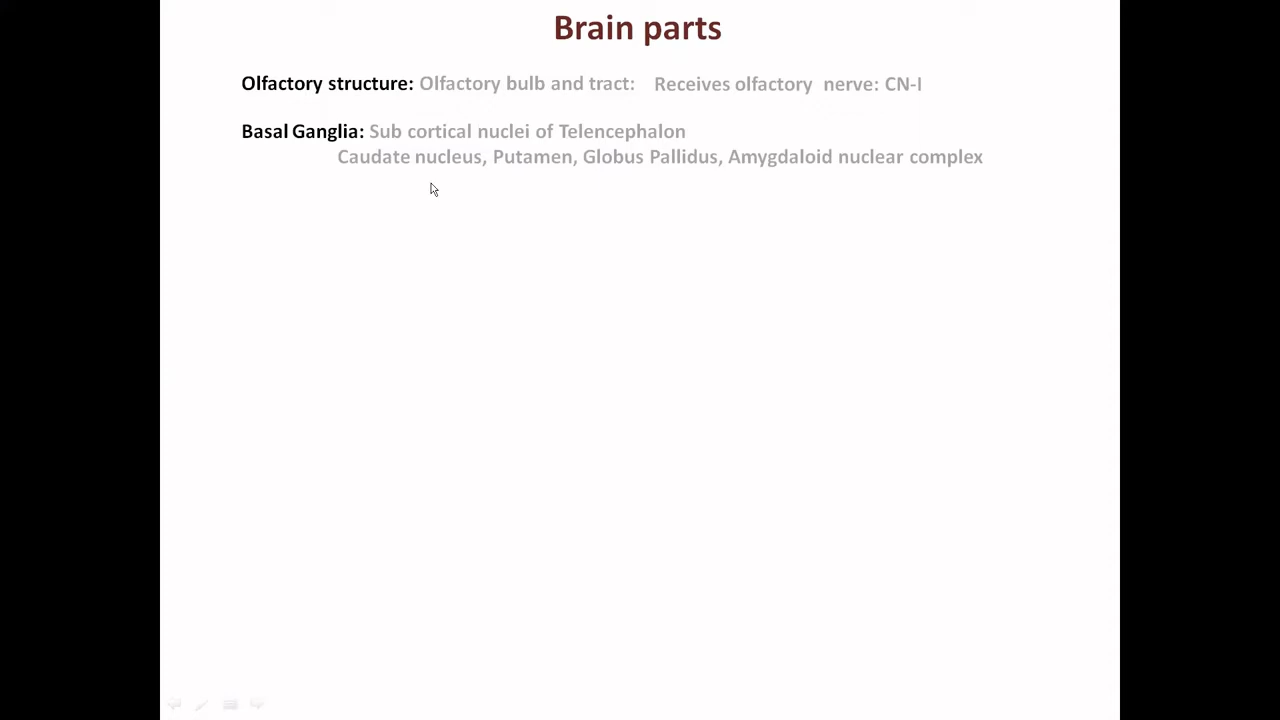 Brain parts
Olfactory structure: Olfactory bulb and tract: Receives olfactory nerve: CN-I
Basal Ganglia: Sub cortical nuclei of Telencephalon
Caudate nucleus, Putamen, Globus Pallidus, Amygdaloid nuclear complex